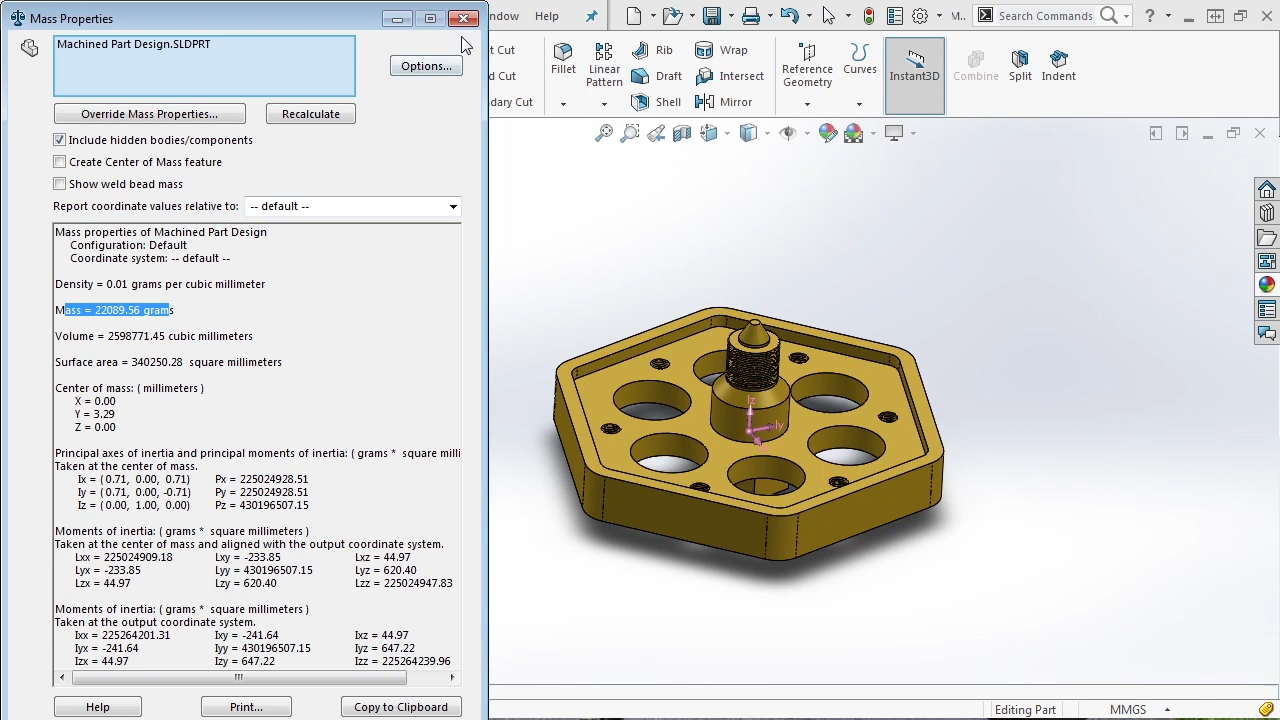 Mass Properties
Machined Part Design.SLDPRT
Options...
Override Mass Properties...
Recalculate
Include hidden bodies/components
Create Center of Mass feature
Show weld bead mass
Report coordinate values relative to:
-- default --
Mass properties of Machined Part Design
Configuration: Default
Coordinate system: -- default --
Density = 0.01 grams per cubic millimeter
Mass = 22089.56 grams
Volume = 2598771.45 cubic millimeters
Surface area = 340250.28 square millimeters
Center of mass: ( millimeters )
X = 0.00
Y = 3.29
Z = 0.00
Principal axes of inertia and principal moments of inertia: ( grams * square milli
Taken at the center of mass.
Ix = ( 0.71, 0.00, 0.71) Px = 225024928.51
Iy = ( 0.71, 0.00, -0.71) Py = 225024928.51
Iz = ( 0.00, 1.00, 0.00) Pz = 430196507.15
Moments of inertia: ( grams * square millimeters )
Taken at the center of mass and aligned with the output coordinate system.
Lxx = 225024909.18 Lxy = -233.85 Lxz = 44.97
Lyx = -233.85 Lyy = 430196507.15 Lyz = 620.40
Lzx = 44.97 Lzy = 620.40 Lzz = 225024947.83
Moments of inertia: ( grams * square millimeters )
Taken at the output coordinate system.
Ixx = 225264201.31 Ixy = -241.64 Ixz = 44.97
Iyx = -241.64 Iyy = 430196507.15 Iyz = 647.22
Izx = 44.97 Izy = 647.22 Izz = 225264239.96
Help
Print...
Copy to Clipboard
ndow
Help
M...
Search Commands
?
t Cut
d Cut
dary Cut
Fillet
Linear
Pattern
Rib
Draft
Shell
Wrap
Intersect
Mirror
Reference
Geometry
Curves
Instant3D
Combine
Split
Indent
Iz
Iy
Editing Part
MMGS